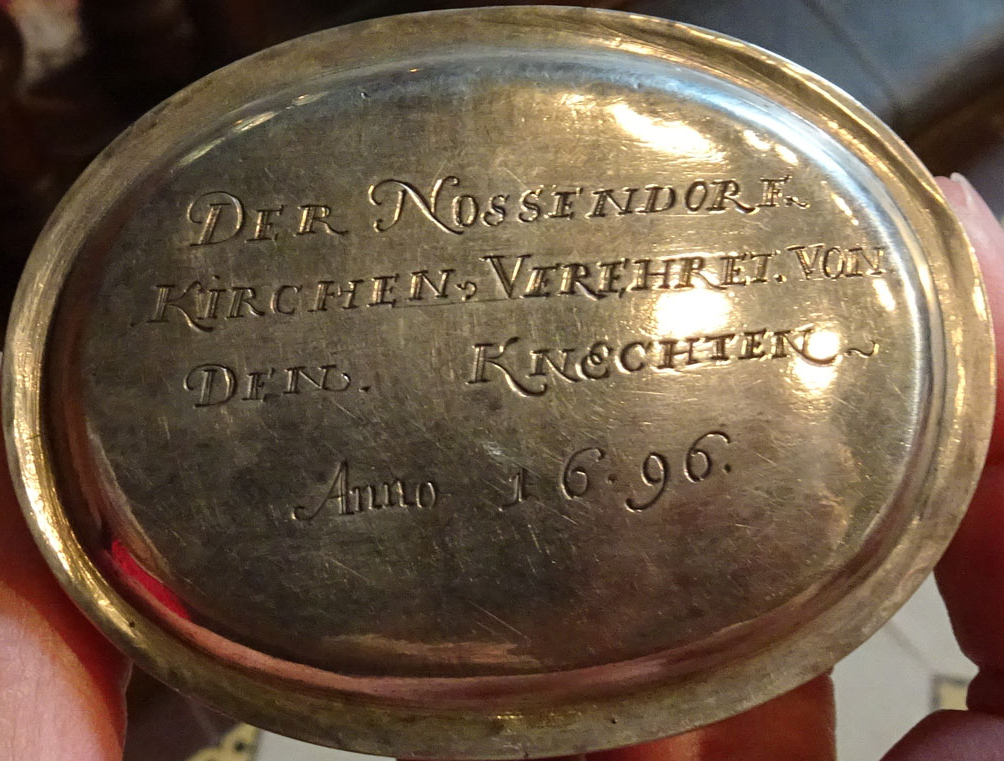 DER NOSSENDORF.
KIRCHEN, VEREHRET. VON
DEN. KNECHTEN
Anno 16.96.